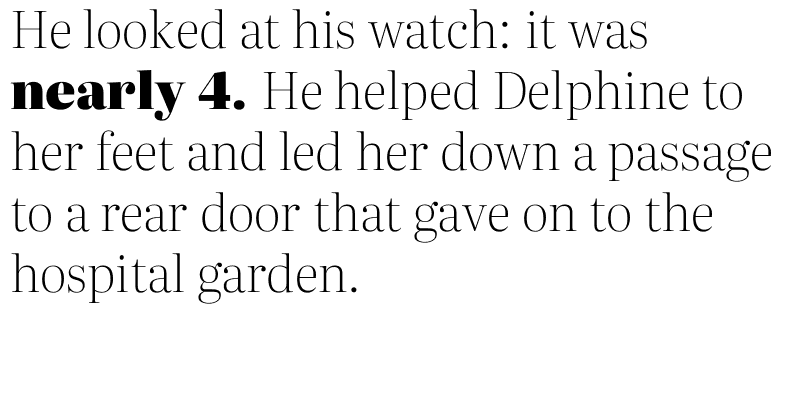 He looked at his watch: it was
nearly 4. He helped Delphine to
her feet and led her down a passage
to a rear door that gave on to the
hospital garden.